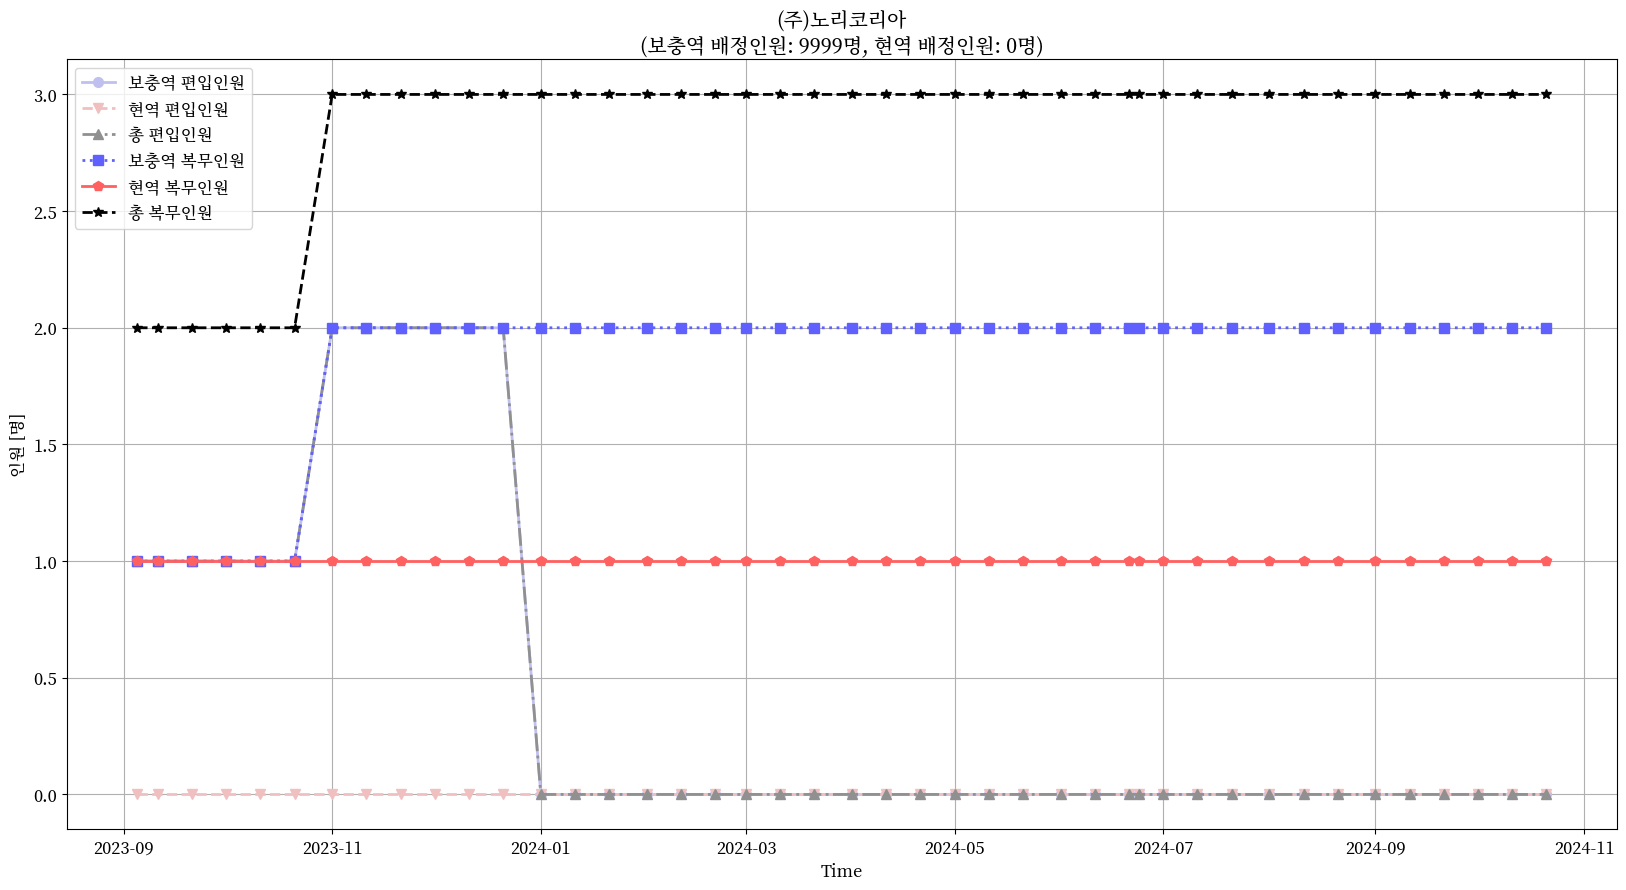 (주)노리코리아
(보충역 배정인원: 9999명, 현역 배정인원: 0명)
보충역 편입인원
현역 편입인원
총 편입인원
보충역 복무인원
현역 복무인원
총 복무인원
3.0
2.5
2.0
1.5
1.0
0.5
0.0
인원 [명]
2023-09 2023-11 2024-01 2024-03 2024-05 2024-07 2024-09 2024-11
Time